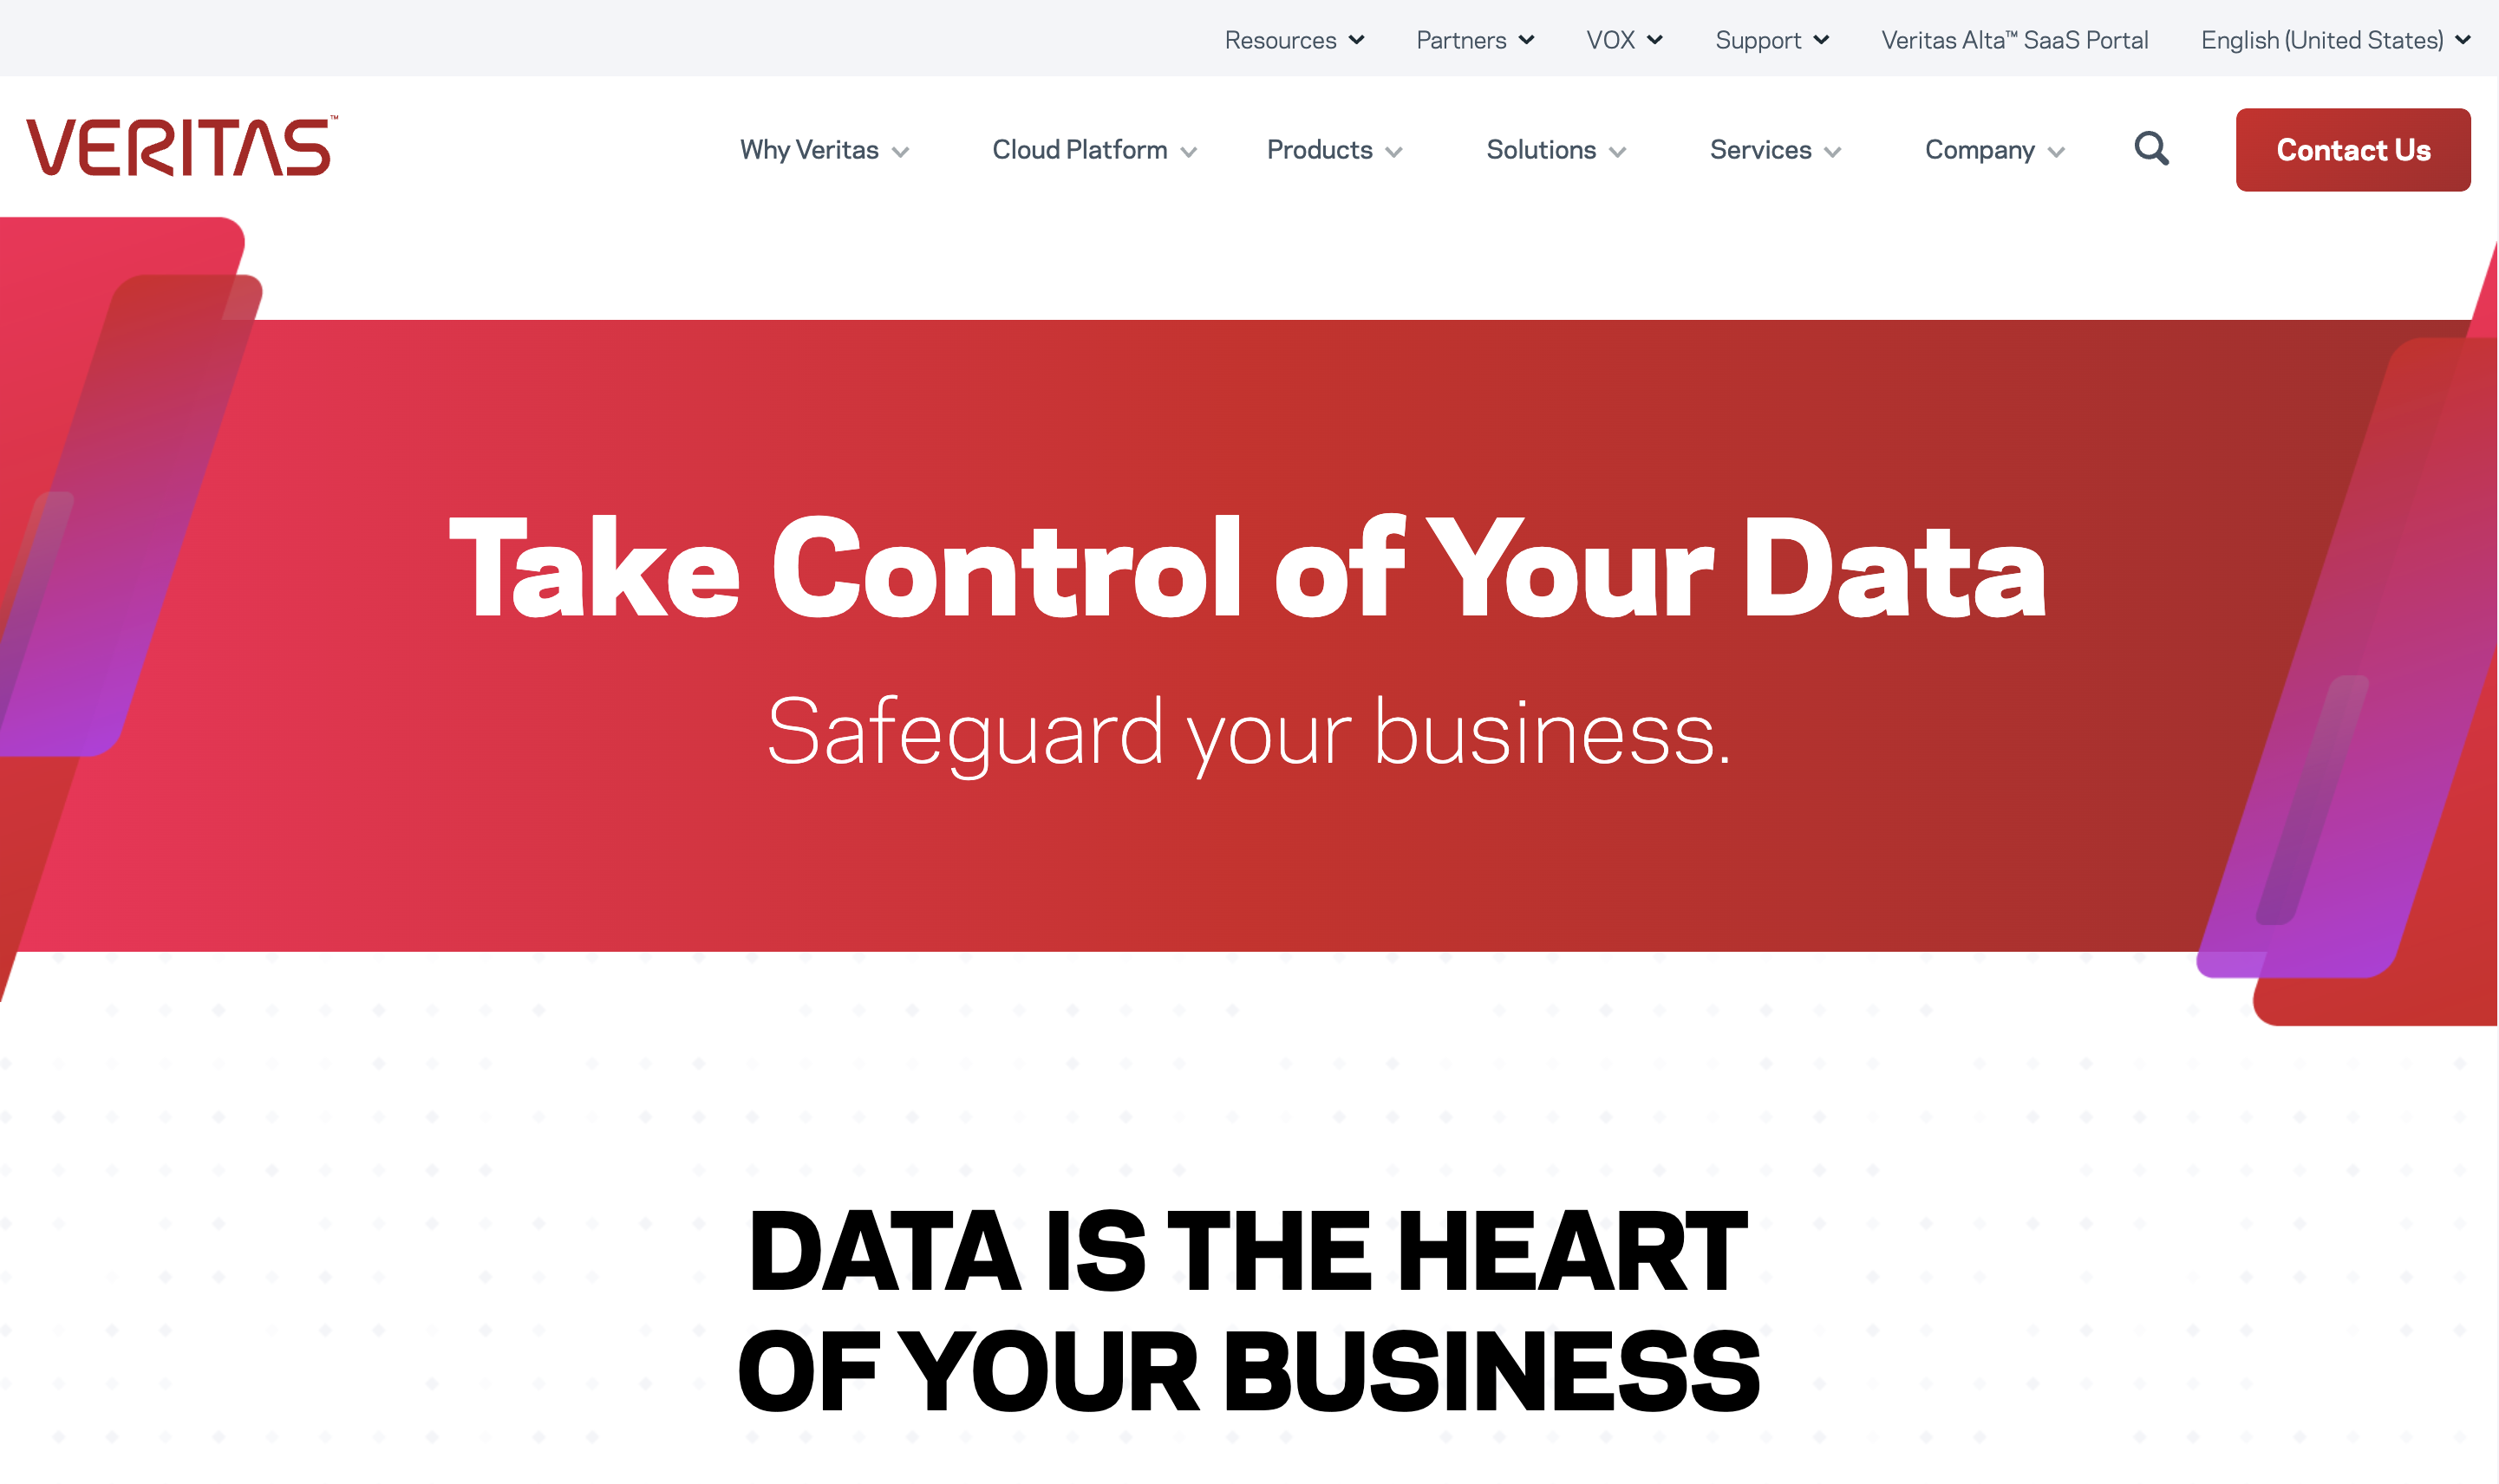 Resources Partners VOX Support Veritas Alta™ SaaS Portal English (United States)
VERITAS™ Why Veritas Cloud Platform Products Solutions Services Company Contact Us
Take Control of Your Data
Safeguard your business.
DATA IS THE HEART
OF YOUR BUSINESS